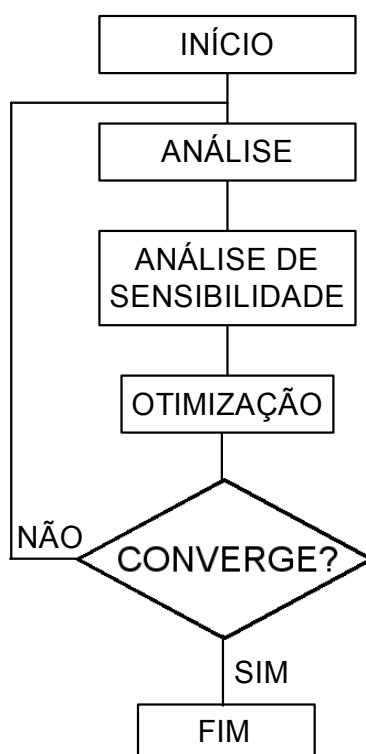 INÍCIO
ANÁLISE
ANÁLISE DE
SENSIBILIDADE
OTIMIZAÇÃO
NÃO
CONVERGE?
SIM
FIM